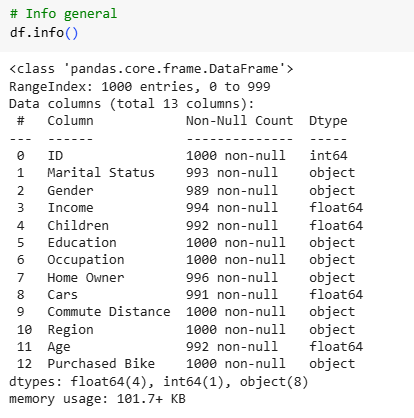 # Info general
df.info()
<class 'pandas.core.frame.DataFrame'>
RangeIndex: 1000 entries, 0 to 999
Data columns (total 13 columns):
 #   Column            Non-Null Count  Dtype
---  ------            --------------  -----
 0   ID                1000 non-null   int64
 1   Marital Status    993 non-null    object
 2   Gender            989 non-null    object
 3   Income            994 non-null    float64
 4   Children          992 non-null    float64
 5   Education         1000 non-null   object
 6   Occupation        1000 non-null   object
 7   Home Owner        996 non-null    object
 8   Cars              991 non-null    float64
 9   Commute Distance  1000 non-null   object
 10  Region            1000 non-null   object
 11  Age               992 non-null    float64
 12  Purchased Bike    1000 non-null   object
dtypes: float64(4), int64(1), object(8)
memory usage: 101.7+ KB